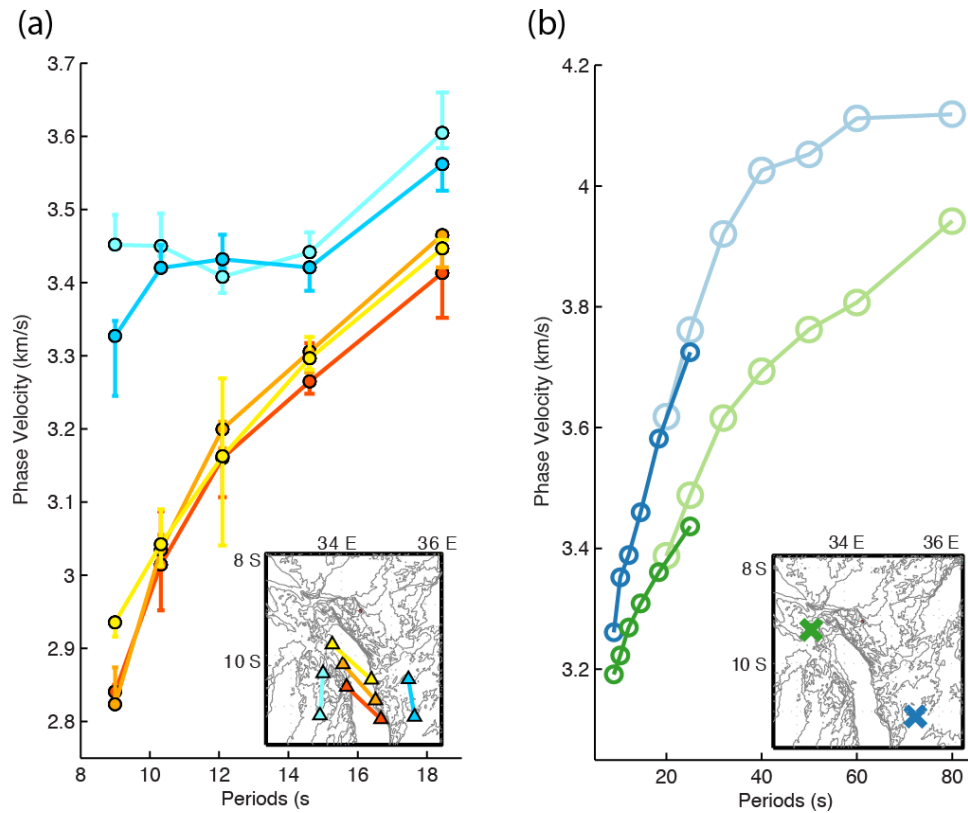 (a)
3.7
3.6
3.5
3.4
3.3
3.2
3.1
3
2.9
2.8
Phase Velocity (km/s)
8 10 12 14 16 18
Periods (s
34 E 36 E
8 S
10 S
(b)
4.2
4
3.8
3.6
3.4
3.2
Phase Velocity (km/s)
20 40 60 80
Periods (s)
34 E 36 E
8 S
10 S